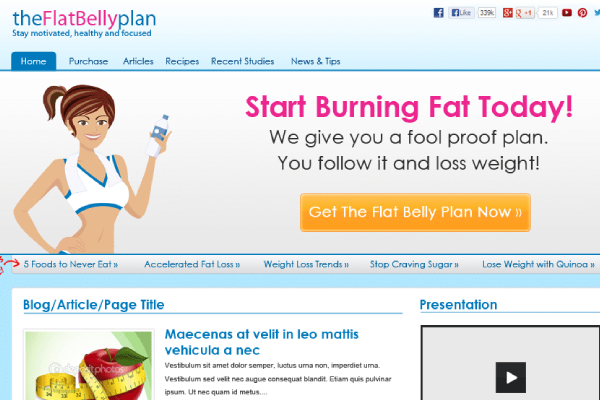 theFlatBellyplan
Stay motivated, healthy and focused
Like 339k +1 21k
Home Purchase Articles Recipes Recent Studies News & Tips
Start Burning Fat Today!
We give you a fool proof plan.
You follow it and loss weight!
Get The Flat Belly Plan Now »
5 Foods to Never Eat » Accelerated Fat Loss » Weight Loss Trends » Stop Craving Sugar » Lose Weight with Quinoa »
Blog/Article/Page Title
Presentation
Maecenas at velit in leo mattis
vehicula a nec
Vestibulum sit amet dolor semper, luctus urna non, imperdiet urna.
Vestibulum sed velit nec augue consequat blandit. Etiam quis pulvinar
ipsum. Ut nec quam id metus....
depositphotos